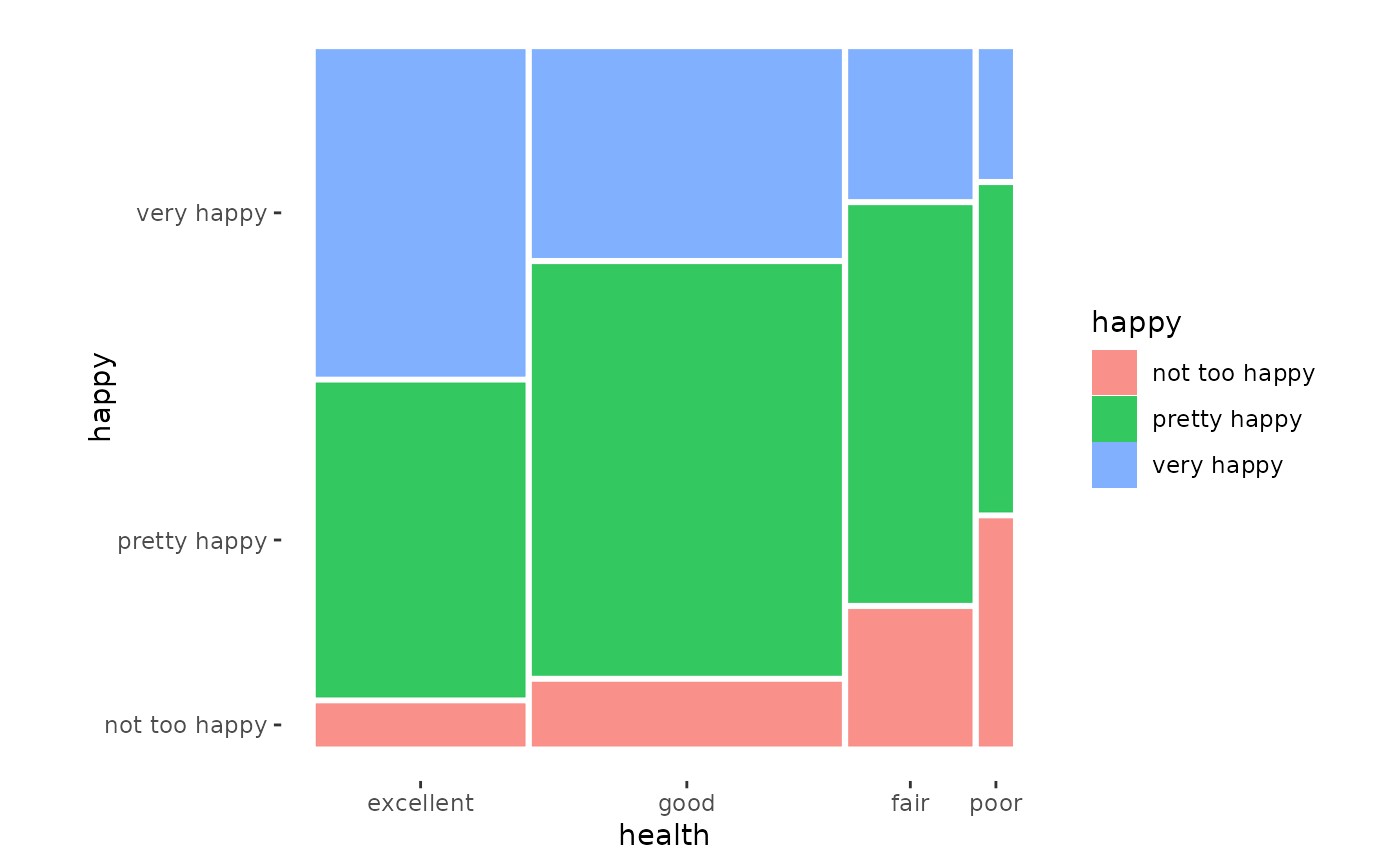 happy
very happy
pretty happy
not too happy
excellent
good
fair
poor
health
happy
not too happy
pretty happy
very happy